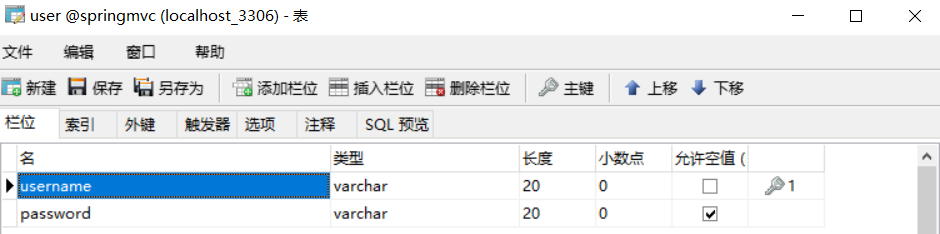 user @springmvc (localhost_3306) - 表
文件 编辑 窗口 帮助
新建 保存 另存为 添加栏位 插入栏位 删除栏位 主键 上移 下移
栏位 索引 外键 触发器 选项 注释 SQL 预览
名 类型 长度 小数点 允许空值 (
username varchar 20 0 1
password varchar 20 0